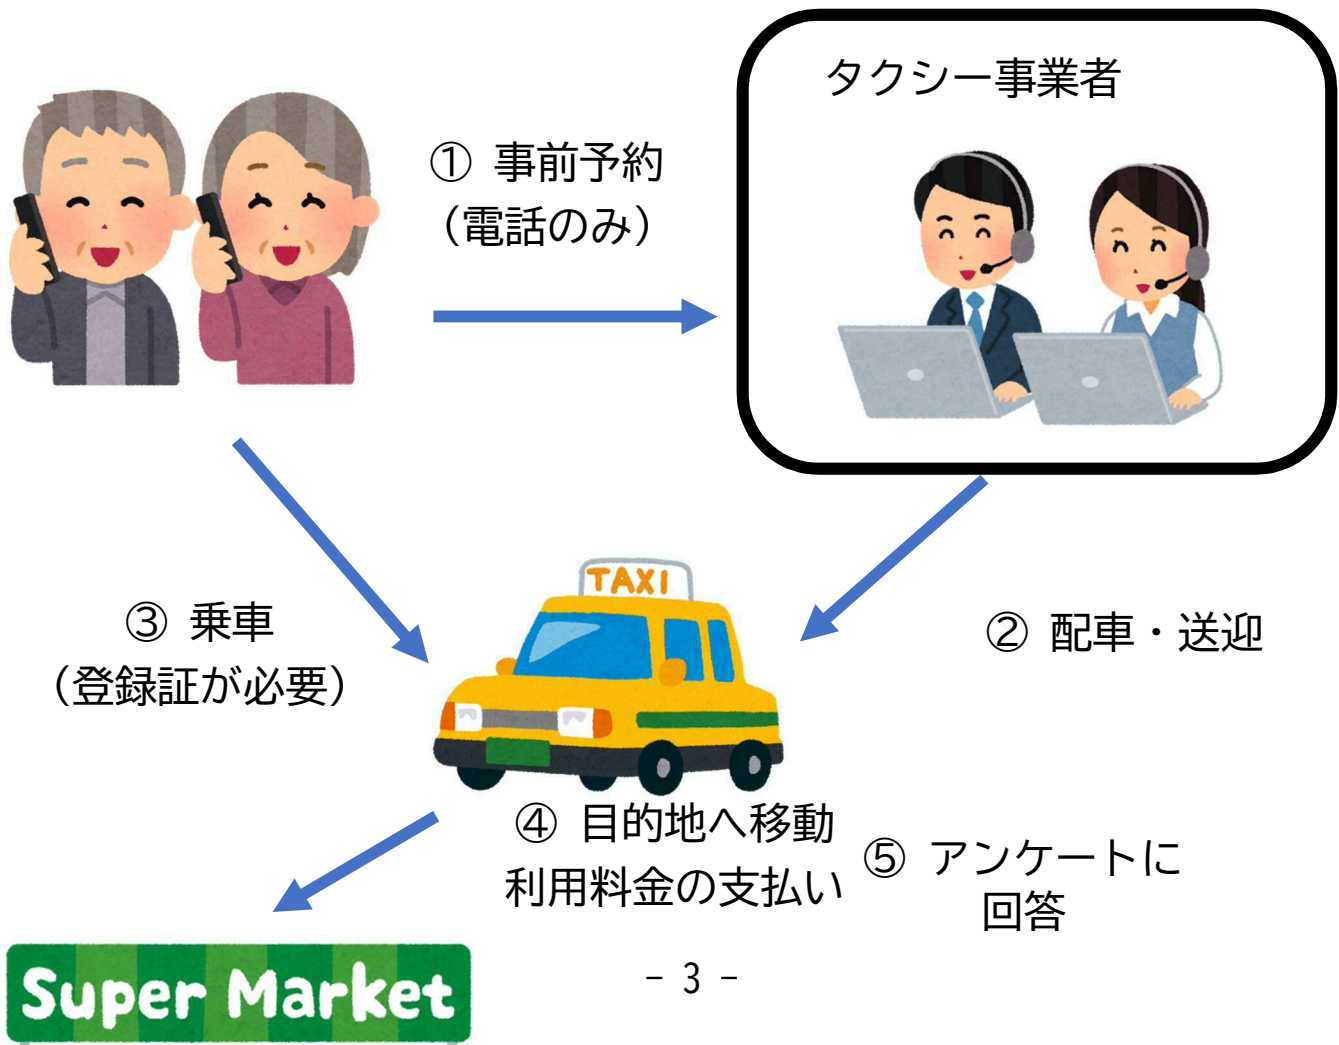 タクシー事業者
① 事前予約
（電話のみ）
② 配車・送迎
③ 乗車
（登録証が必要）
TAXI
④ 目的地へ移動
利用料金の支払い
⑤ アンケートに
回答
Super Market
- 3 -